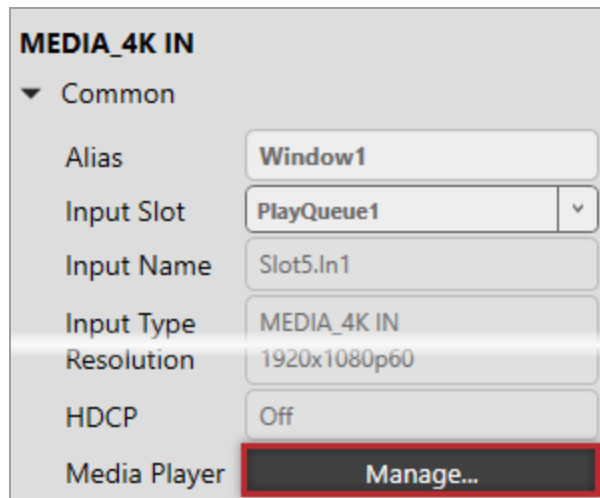 MEDIA_4K IN
Common
Alias Window1
Input Slot PlayQueue1
Input Name Slot5.In1
Input Type MEDIA_4K IN
Resolution 1920x1080p60
HDCP Off
Media Player Manage...